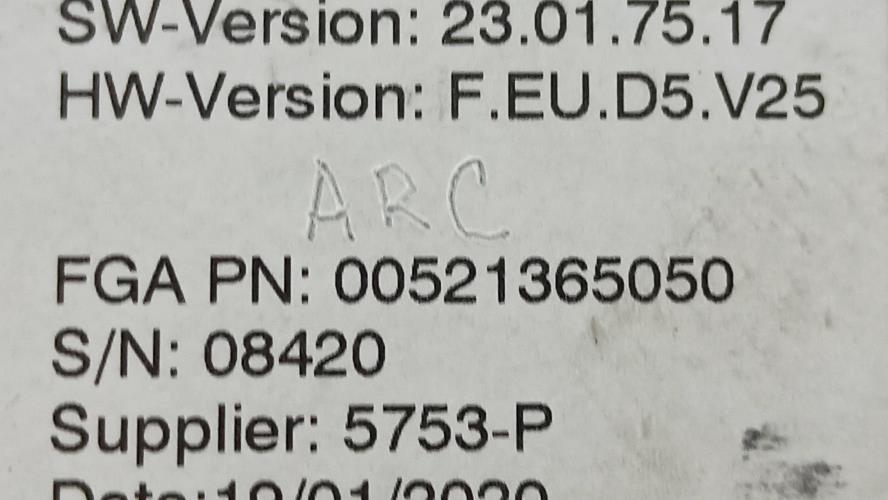 SW-Version: 23.01.75.17
HW-Version: F.EU.D5.V25
ARC
FGA PN: 00521365050
S/N: 08420
Supplier: 5753-P